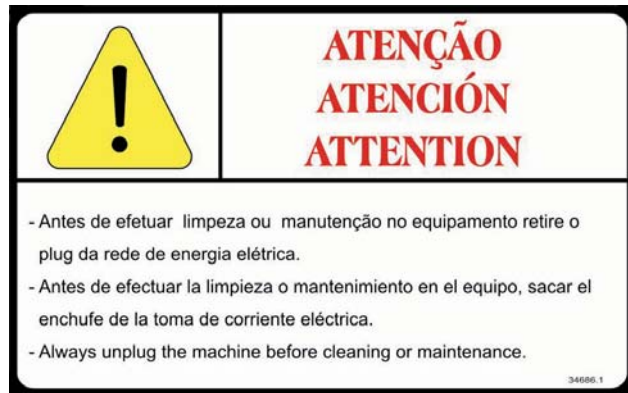 ATENÇÃO
ATENCIÓN
ATTENTION
- Antes de efetuar limpeza ou manutenção no equipamento retire o
plug da rede de energia elétrica.
- Antes de efectuar la limpieza o mantenimiento en el equipo, sacar el
enchufe de la toma de corriente eléctrica.
- Always unplug the machine before cleaning or maintenance.
34686.1